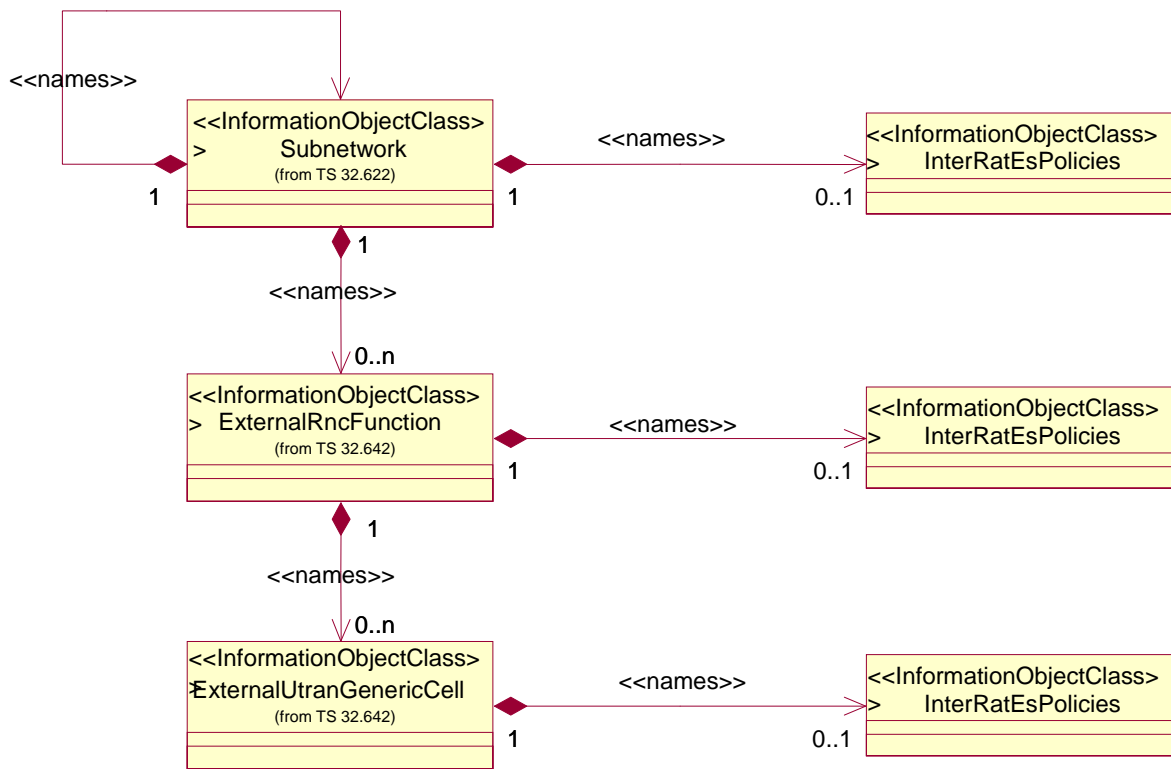 <<names>>
<<InformationObjectClass>
> Subnetwork
(from TS 32.622)
1
1
<<names>>
0..1
<<InformationObjectClass>
> InterRatEsPolicies
1
<<names>>
0..n
<<InformationObjectClass>
> ExternalRncFunction
(from TS 32.642)
1
<<names>>
0..1
<<InformationObjectClass>
> InterRatEsPolicies
1
<<names>>
0..n
<<InformationObjectClass>
>ExternalUtranGenericCell
(from TS 32.642)
1
<<names>>
0..1
<<InformationObjectClass>
> InterRatEsPolicies